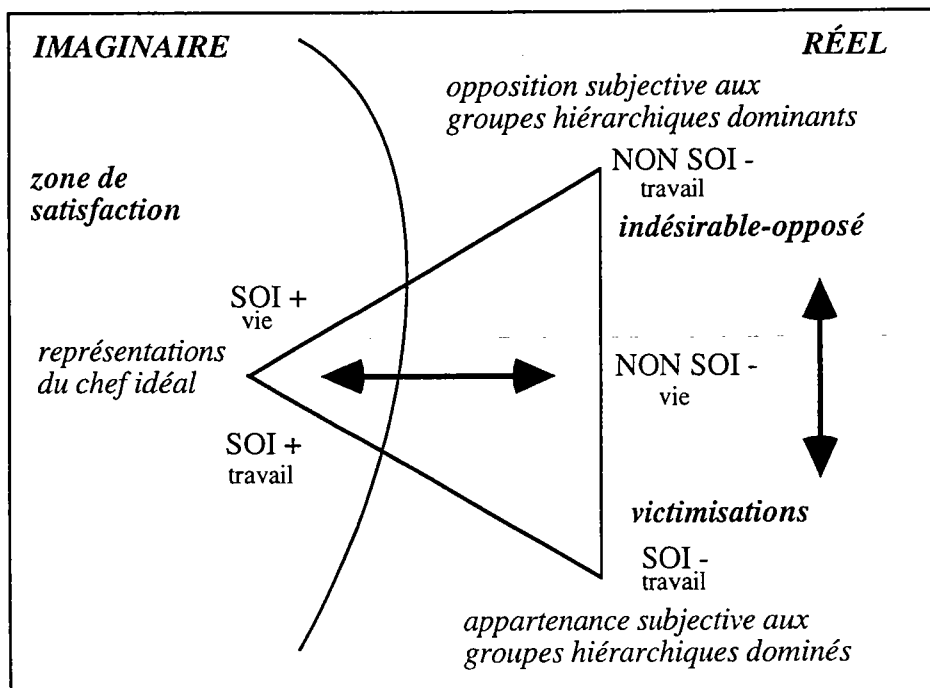 IMAGINAIRE
RÉEL
opposition subjective aux
groupes hiérarchiques dominants
zone de
satisfaction
NON SOI -
travail
indésirable-opposé
SOI +
vie
représentations
du chef idéal
NON SOI -
vie
SOI +
travail
victimisations
SOI -
travail
appartenance subjective aux
groupes hiérarchiques dominés